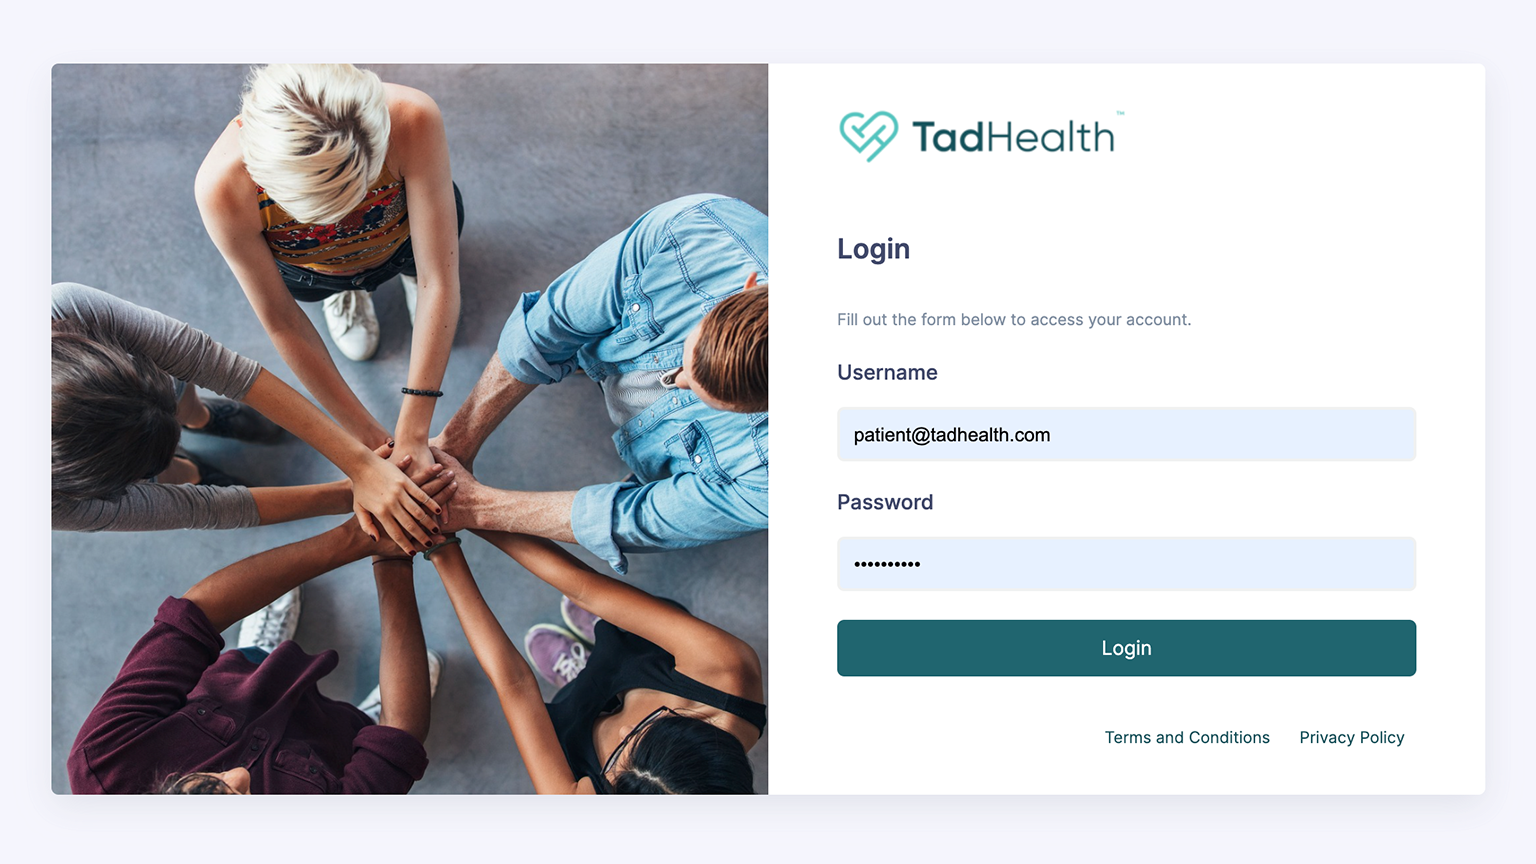 TadHealth™
Login
Fill out the form below to access your account.
Username
patient@tadhealth.com
Password
••••••••••
Login
Terms and Conditions Privacy Policy